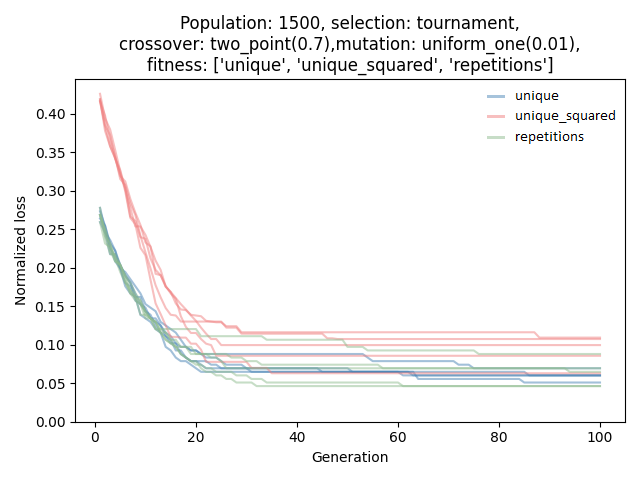 Population: 1500, selection: tournament,
crossover: two_point(0.7),mutation: uniform_one(0.01),
fitness: ['unique', 'unique_squared', 'repetitions']
unique
unique_squared
repetitions
Normalized loss
0.40
0.35
0.30
0.25
0.20
0.15
0.10
0.05
0.00
0 20 40 60 80 100
Generation